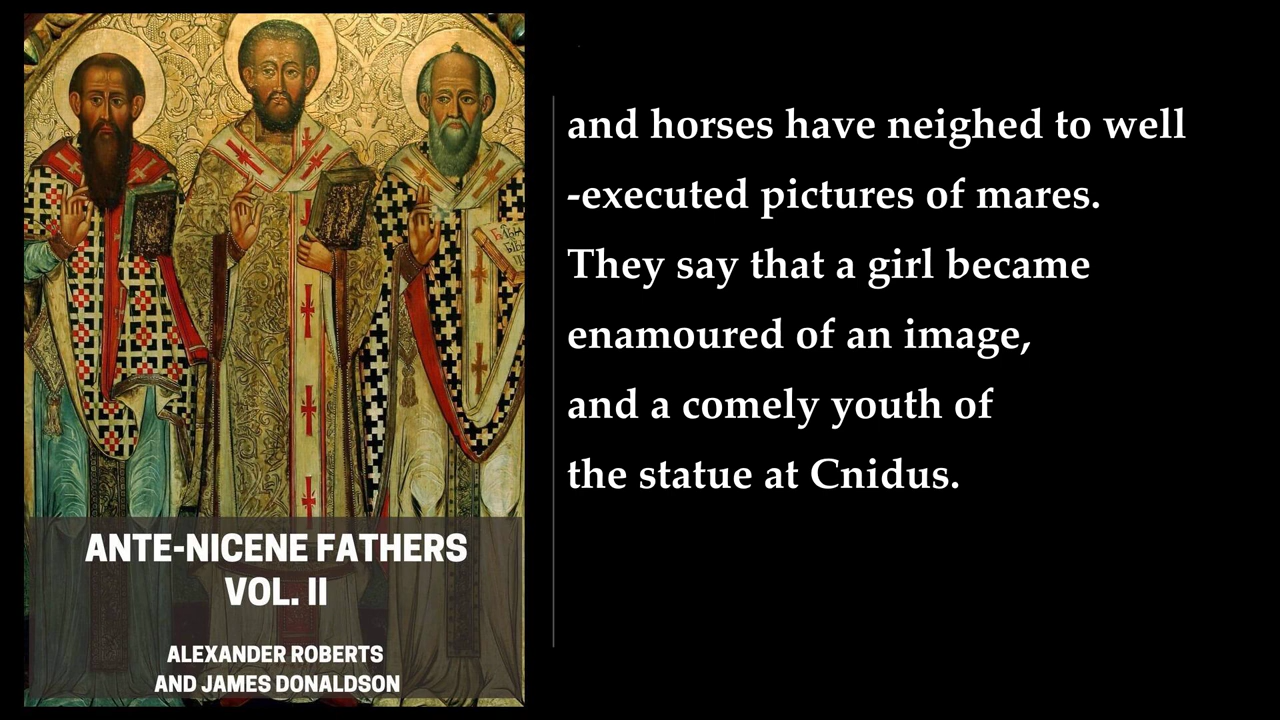 and horses have neighed to well
-executed pictures of mares.
They say that a girl became
enamoured of an image,
and a comely youth of
the statue at Cnidus.
ANTE-NICENE FATHERS
VOL. II
ALEXANDER ROBERTS
AND JAMES DONALDSON